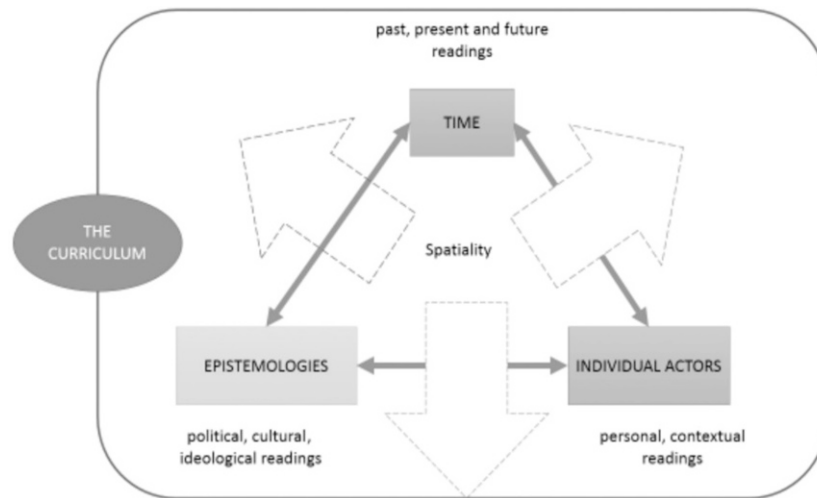 past, present and future
readings
TIME
THE
CURRICULUM
Spatiality
EPISTEMOLOGIES
INDIVIDUAL ACTORS
political, cultural,
ideological readings
personal, contextual
readings